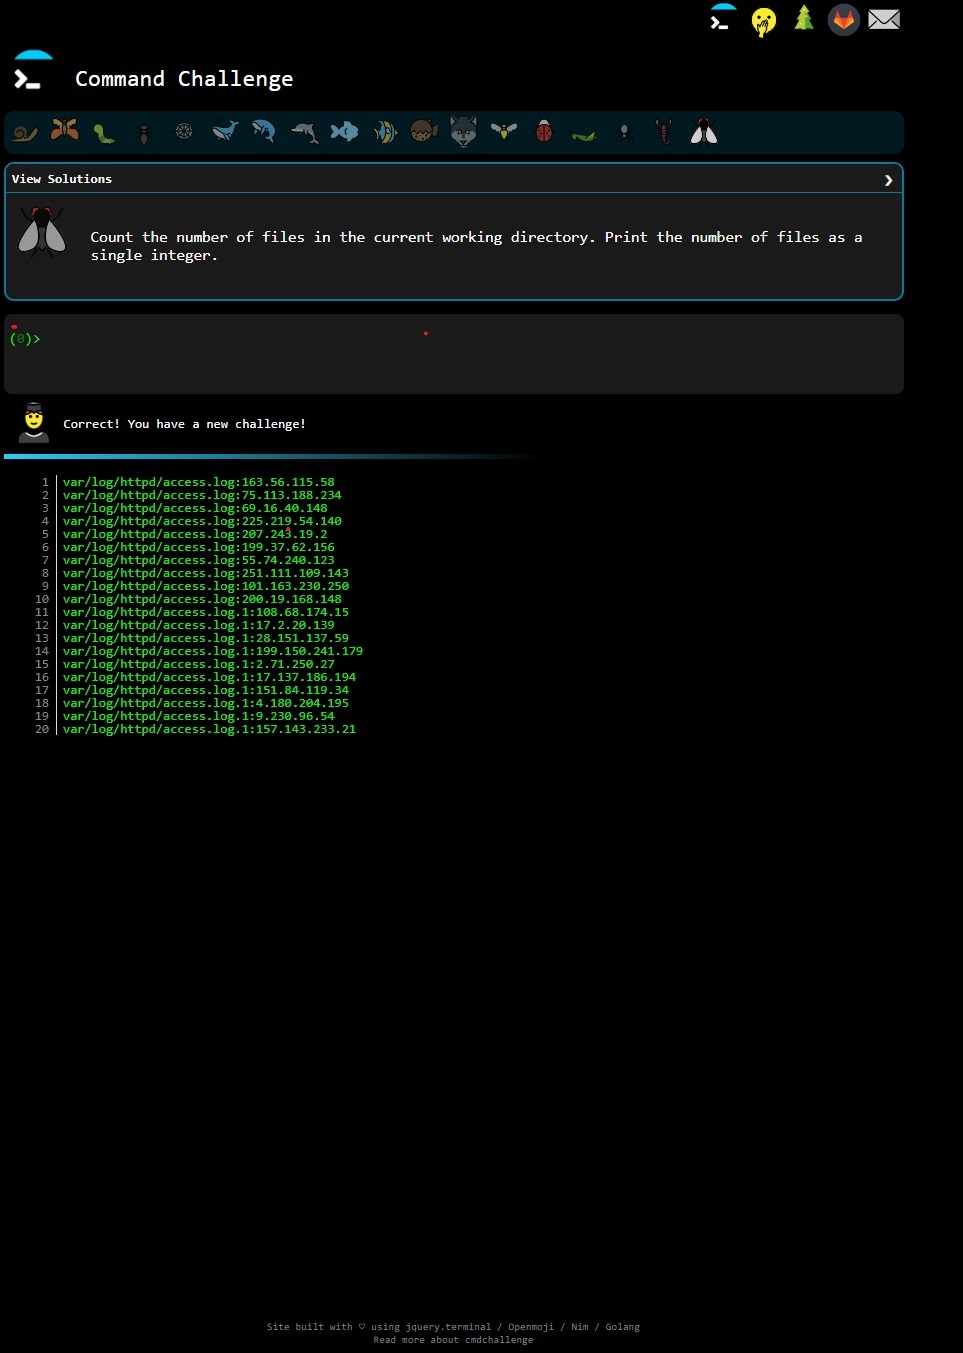 Command Challenge
View Solutions
Count the number of files in the current working directory. Print the number of files as a
single integer.
(0)>
Correct! You have a new challenge!
1 var/log/httpd/access.log:163.56.115.58
2 var/log/httpd/access.log:75.113.188.234
3 var/log/httpd/access.log:69.16.40.148
4 var/log/httpd/access.log:225.219.54.140
5 var/log/httpd/access.log:207.243.19.2
6 var/log/httpd/access.log:199.37.62.156
7 var/log/httpd/access.log:55.74.240.123
8 var/log/httpd/access.log:251.111.109.143
9 var/log/httpd/access.log:101.163.230.250
10 var/log/httpd/access.log:200.19.168.148
11 var/log/httpd/access.log.1:108.68.174.15
12 var/log/httpd/access.log.1:17.2.20.139
13 var/log/httpd/access.log.1:28.151.137.59
14 var/log/httpd/access.log.1:199.150.241.179
15 var/log/httpd/access.log.1:2.71.250.27
16 var/log/httpd/access.log.1:17.137.186.194
17 var/log/httpd/access.log.1:151.84.119.34
18 var/log/httpd/access.log.1:4.180.204.195
19 var/log/httpd/access.log.1:9.230.96.54
20 var/log/httpd/access.log.1:157.143.233.21
Site built with ♡ using jquery.terminal / Openmoji / Nim / Golang
Read more about cmdchallenge